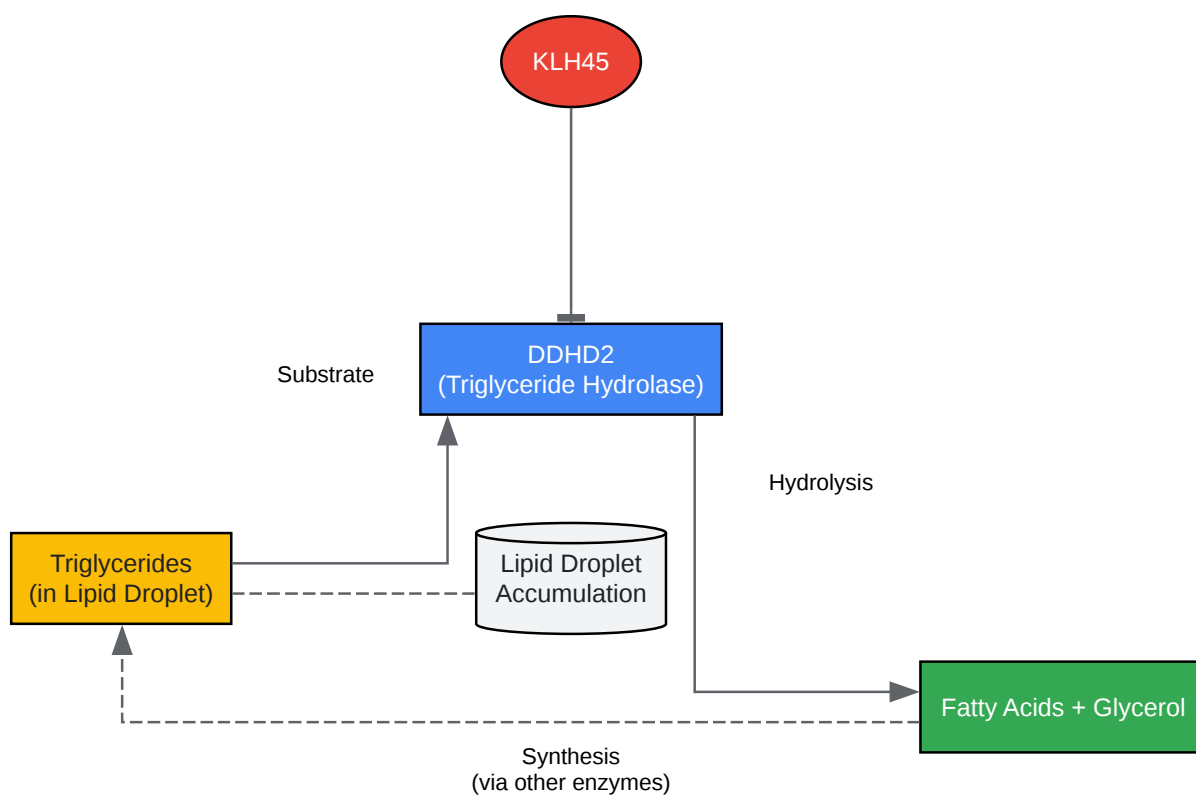 KLH45
DDHD2
(Triglyceride Hydrolase)
Substrate
Hydrolysis
Triglycerides
(in Lipid Droplet)
Lipid Droplet
Accumulation
Fatty Acids + Glycerol
Synthesis
(via other enzymes)